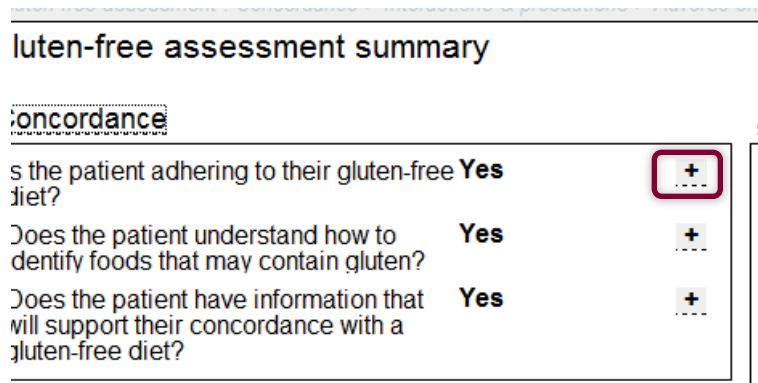 luten-free assessment summary
oncordance
s the patient adhering to their gluten-free Yes +
diet?
Does the patient understand how to Yes +
dentify foods that may contain gluten?
Does the patient have information that Yes +
will support their concordance with a
gluten-free diet?